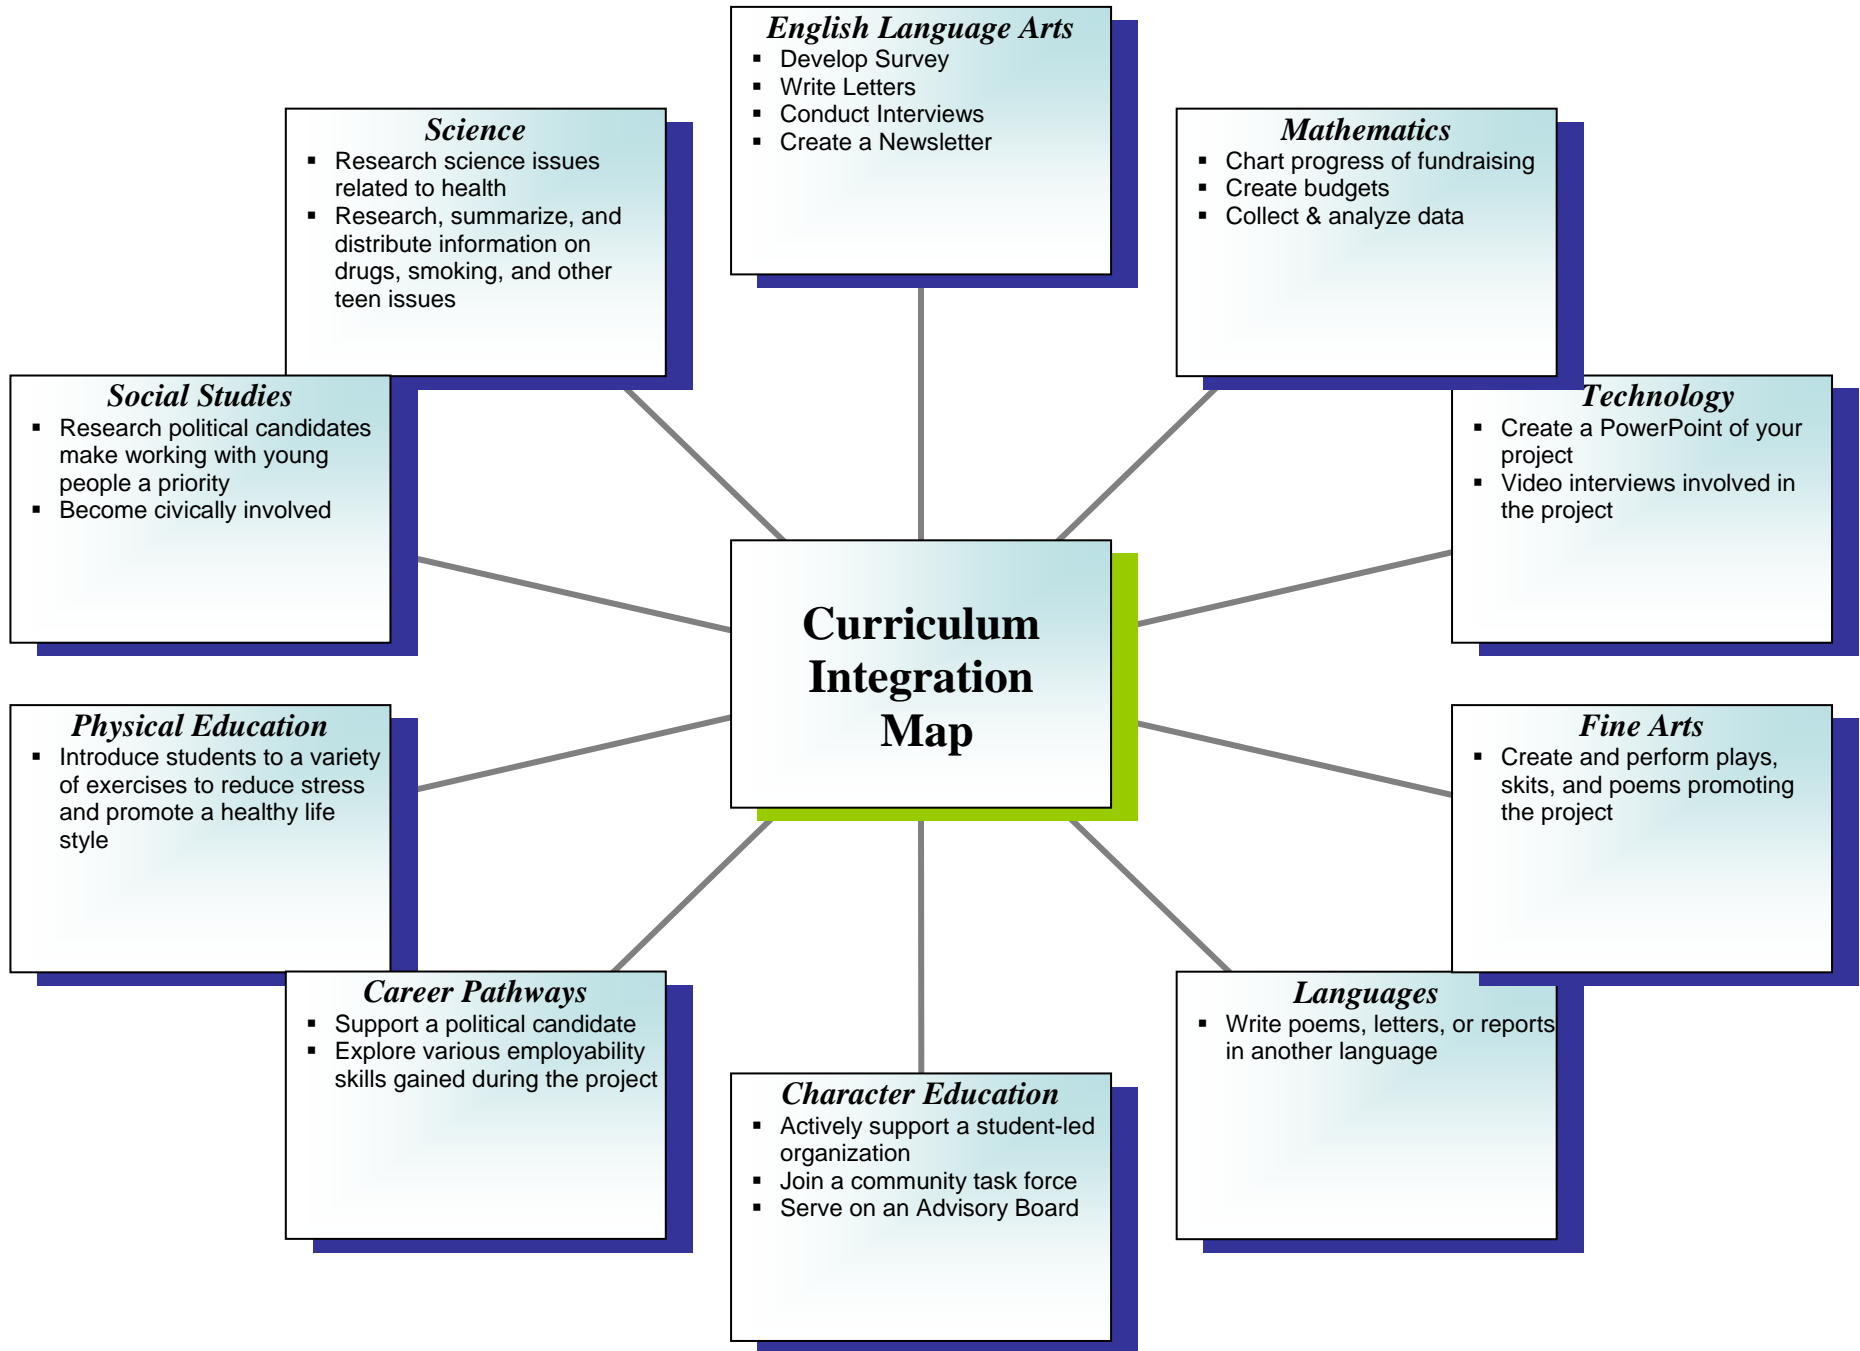 English Language Arts
▪ Develop Survey
▪ Write Letters
▪ Conduct Interviews
▪ Create a Newsletter
Science
▪ Research science issues
related to health
▪ Research, summarize, and
distribute information on
drugs, smoking, and other
teen issues
Mathematics
▪ Chart progress of fundraising
▪ Create budgets
▪ Collect & analyze data
Social Studies
▪ Research political candidates
make working with young
people a priority
▪ Become civically involved
Technology
▪ Create a PowerPoint of your
project
▪ Video interviews involved in
the project
Curriculum
Integration
Map
Physical Education
▪ Introduce students to a variety
of exercises to reduce stress
and promote a healthy life
style
Fine Arts
▪ Create and perform plays,
skits, and poems promoting
the project
Career Pathways
▪ Support a political candidate
▪ Explore various employability
skills gained during the project
Character Education
▪ Actively support a student-led
organization
▪ Join a community task force
▪ Serve on an Advisory Board
Languages
▪ Write poems, letters, or reports
in another language